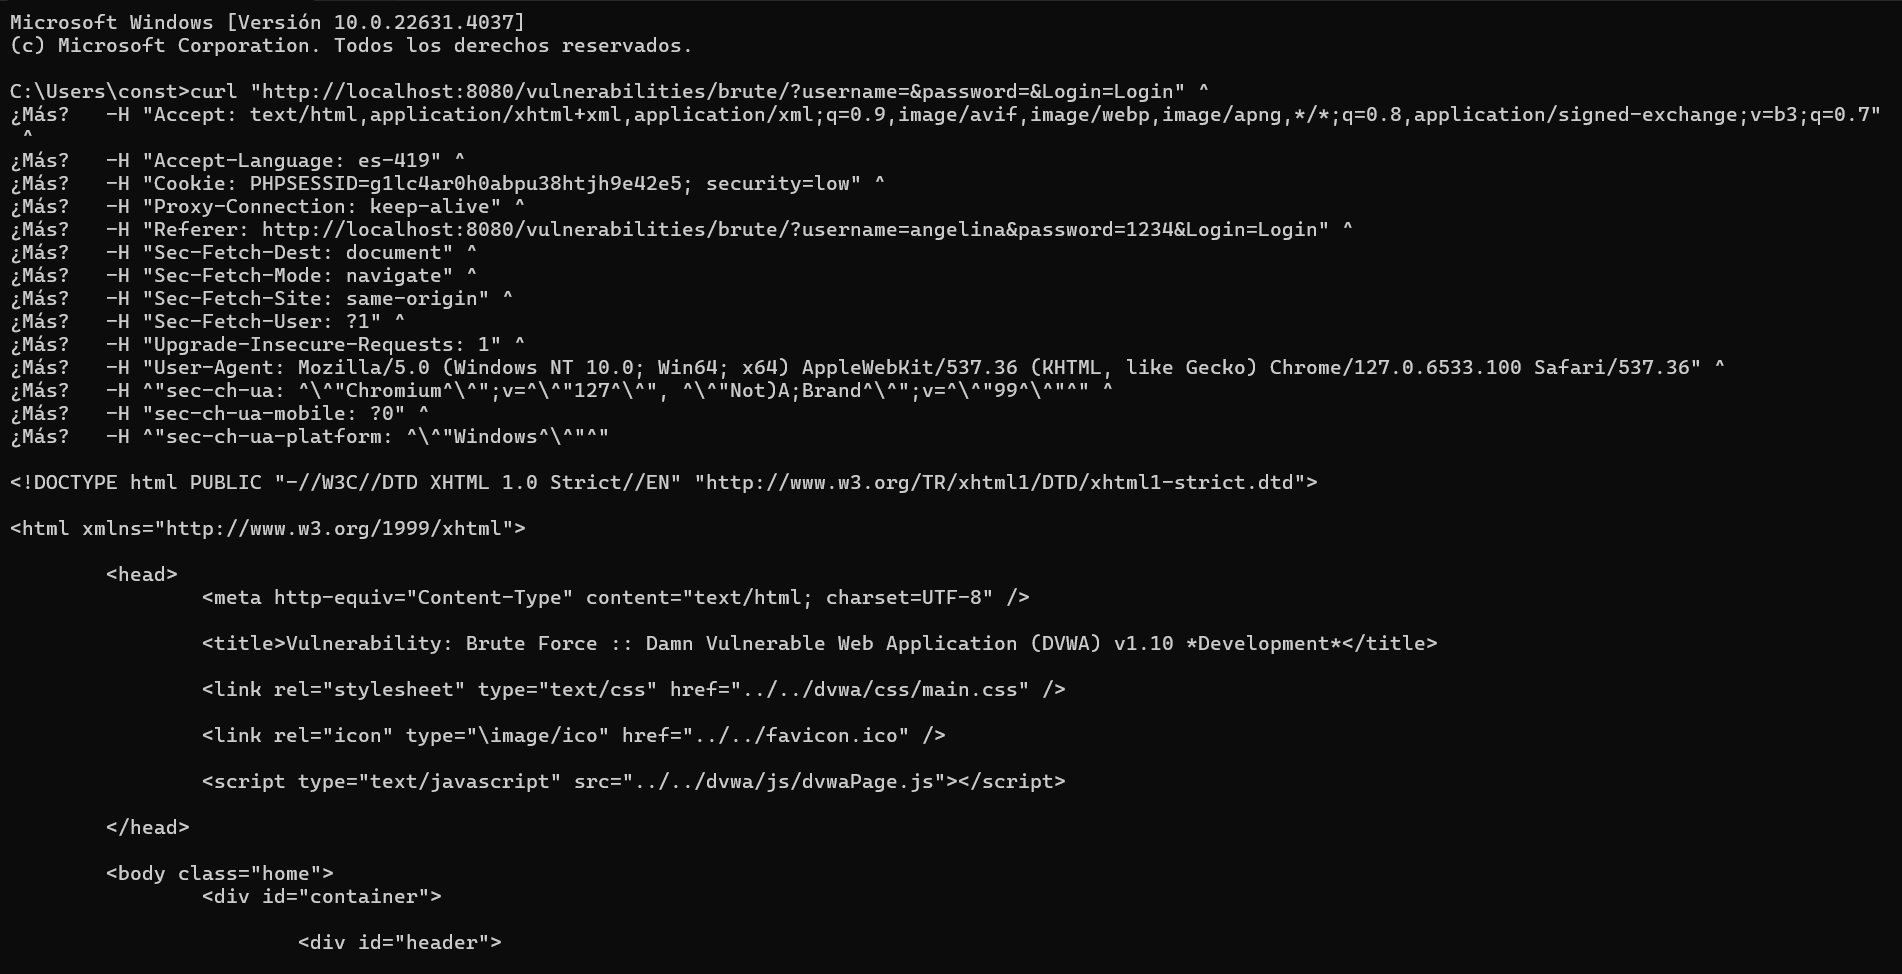 Microsoft Windows [Versión 10.0.22631.4037]
(c) Microsoft Corporation. Todos los derechos reservados.
C:\Users\const>curl "http://localhost:8080/vulnerabilities/brute/?username=&password=&Login=Login" ^
¿Más?   -H "Accept: text/html,application/xhtml+xml,application/xml;q=0.9,image/avif,image/webp,image/apng,*/*;q=0.8,application/signed-exchange;v=b3;q=0.7"
 ^
¿Más?   -H "Accept-Language: es-419" ^
¿Más?   -H "Cookie: PHPSESSID=g1lc4ar0h0abpu38htjh9e42e5; security=low" ^
¿Más?   -H "Proxy-Connection: keep-alive" ^
¿Más?   -H "Referer: http://localhost:8080/vulnerabilities/brute/?username=angelina&password=1234&Login=Login" ^
¿Más?   -H "Sec-Fetch-Dest: document" ^
¿Más?   -H "Sec-Fetch-Mode: navigate" ^
¿Más?   -H "Sec-Fetch-Site: same-origin" ^
¿Más?   -H "Sec-Fetch-User: ?1" ^
¿Más?   -H "Upgrade-Insecure-Requests: 1" ^
¿Más?   -H "User-Agent: Mozilla/5.0 (Windows NT 10.0; Win64; x64) AppleWebKit/537.36 (KHTML, like Gecko) Chrome/127.0.6533.100 Safari/537.36" ^
¿Más?   -H ^"sec-ch-ua: ^\^"Chromium^\^";v=^\^"127^\^", ^\^"Not)A;Brand^\^";v=^\^"99^\^"^" ^
¿Más?   -H "sec-ch-ua-mobile: ?0" ^
¿Más?   -H ^"sec-ch-ua-platform: ^\^"Windows^\^"^"
<!DOCTYPE html PUBLIC "-//W3C//DTD XHTML 1.0 Strict//EN" "http://www.w3.org/TR/xhtml1/DTD/xhtml1-strict.dtd">
<html xmlns="http://www.w3.org/1999/xhtml">
        <head>
                <meta http-equiv="Content-Type" content="text/html; charset=UTF-8" />
                <title>Vulnerability: Brute Force :: Damn Vulnerable Web Application (DVWA) v1.10 *Development*</title>
                <link rel="stylesheet" type="text/css" href="../../dvwa/css/main.css" />
                <link rel="icon" type="\image/ico" href="../../favicon.ico" />
                <script type="text/javascript" src="../../dvwa/js/dvwaPage.js"></script>
        </head>
        <body class="home">
                <div id="container">
                        <div id="header">